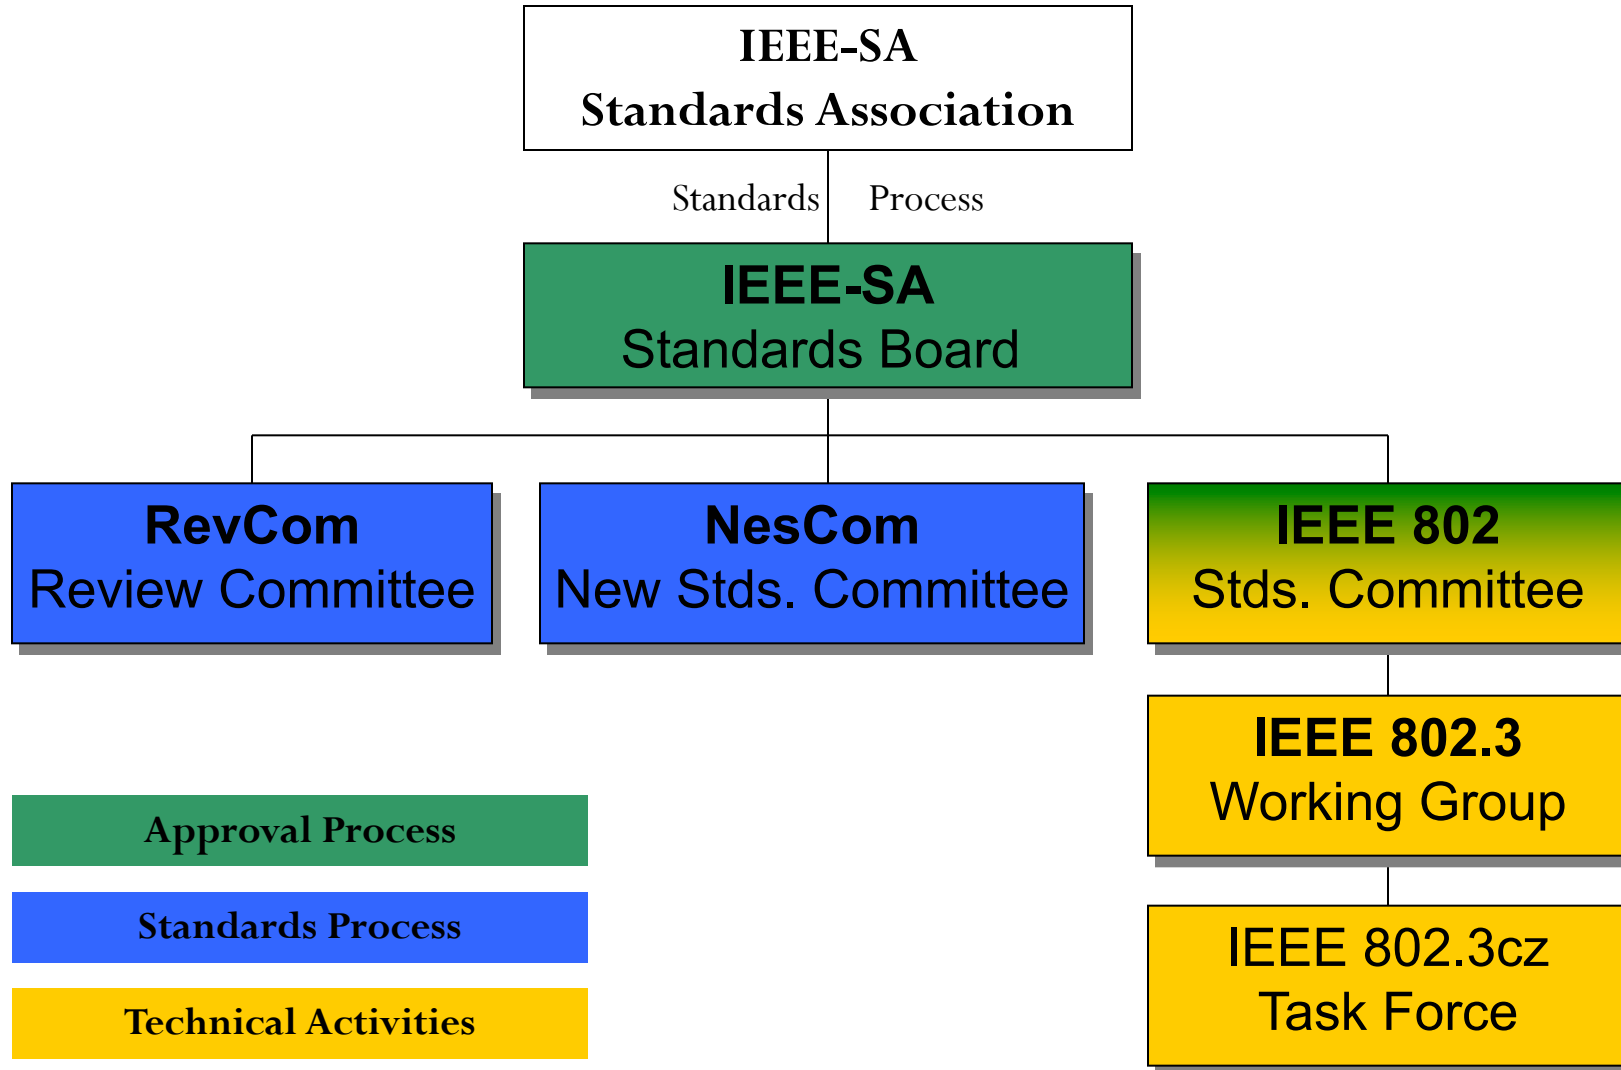 IEEE-SA
Standards Association
Standards Process
IEEE-SA
Standards Board
RevCom
Review Committee
NesCom
New Stds. Committee
IEEE 802
Stds. Committee
IEEE 802.3
Working Group
IEEE 802.3cz
Task Force
Approval Process
Standards Process
Technical Activities